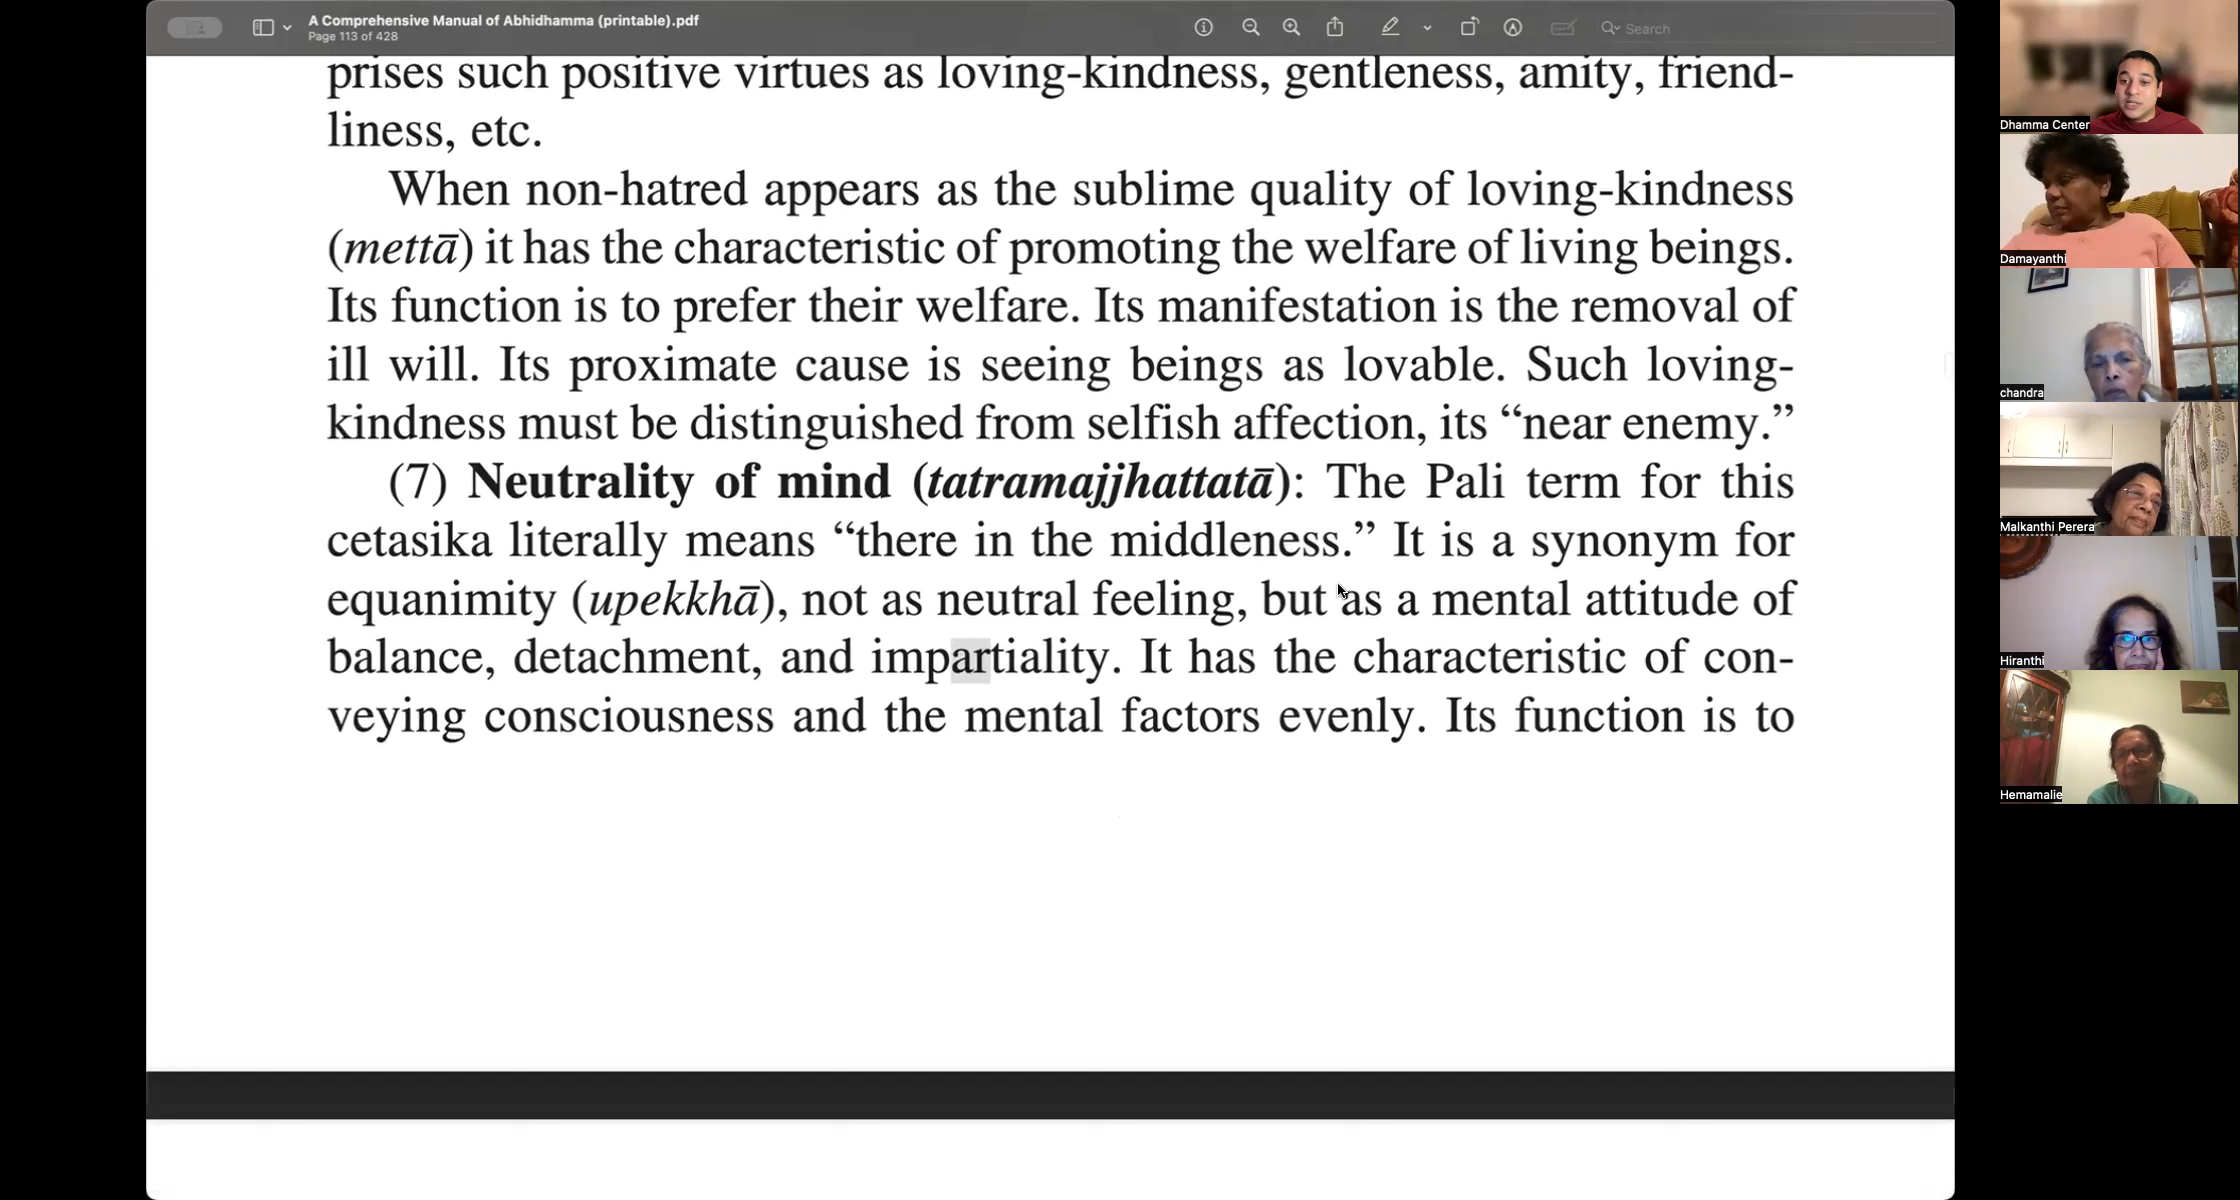 A Comprehensive Manual of Abhidhamma (printable).pdf
Page 113 of 428
Search
prises such positive virtues as loving-kindness, gentleness, amity, friend-
liness, etc.
When non-hatred appears as the sublime quality of loving-kindness
(mettā) it has the characteristic of promoting the welfare of living beings.
Its function is to prefer their welfare. Its manifestation is the removal of
ill will. Its proximate cause is seeing beings as lovable. Such loving-
kindness must be distinguished from selfish affection, its “near enemy.”
(7) Neutrality of mind (tatramajjhattatā): The Pali term for this
cetasika literally means “there in the middleness.” It is a synonym for
equanimity (upekkhā), not as neutral feeling, but as a mental attitude of
balance, detachment, and impartiality. It has the characteristic of con-
veying consciousness and the mental factors evenly. Its function is to
Dhamma Center
Damayanthi
chandra
Malkanthi Perera
Hiranthi
Hemamalie